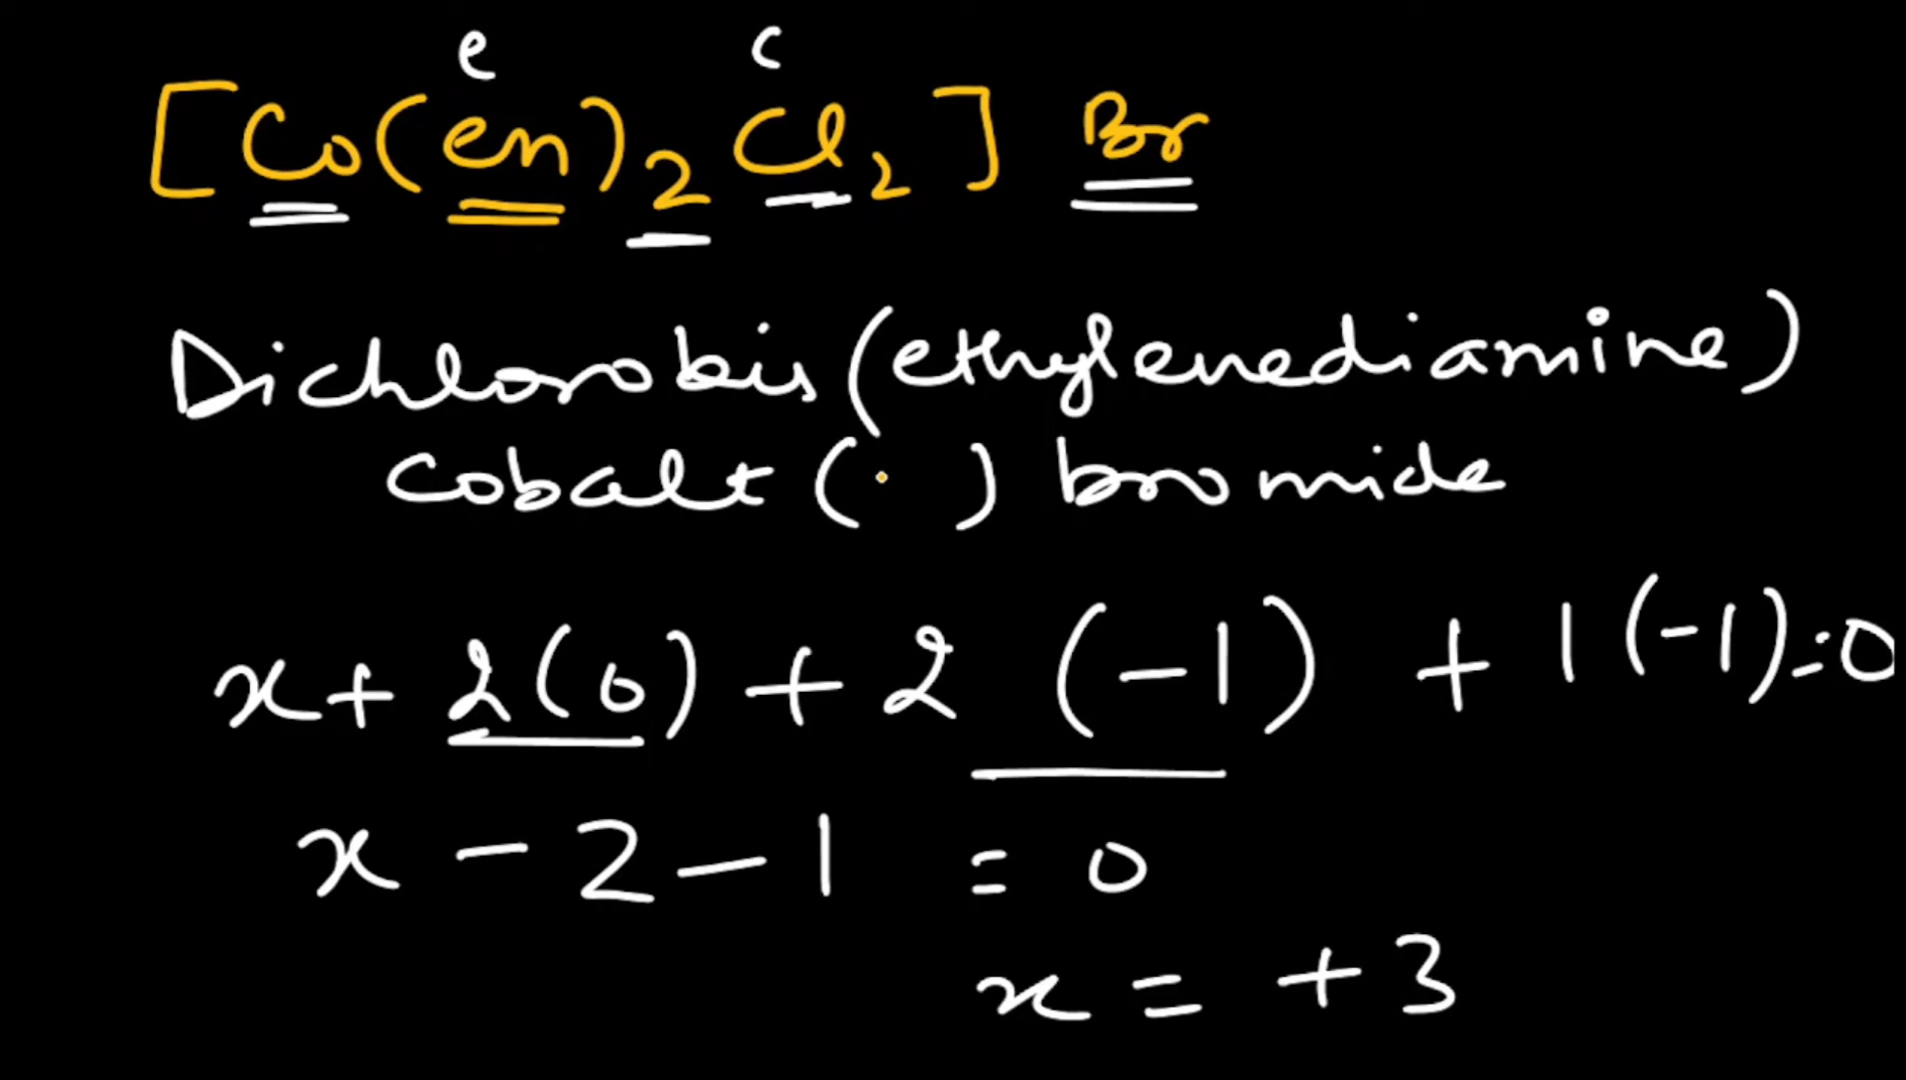 e c
[Co(en)₂Cl₂] Br
Dichlorobis(ethylenediamine)
Cobalt ( ) bromide
x + 2(0) + 2 (-1) + 1(-1)=0
x - 2 - 1 = 0
x = +3